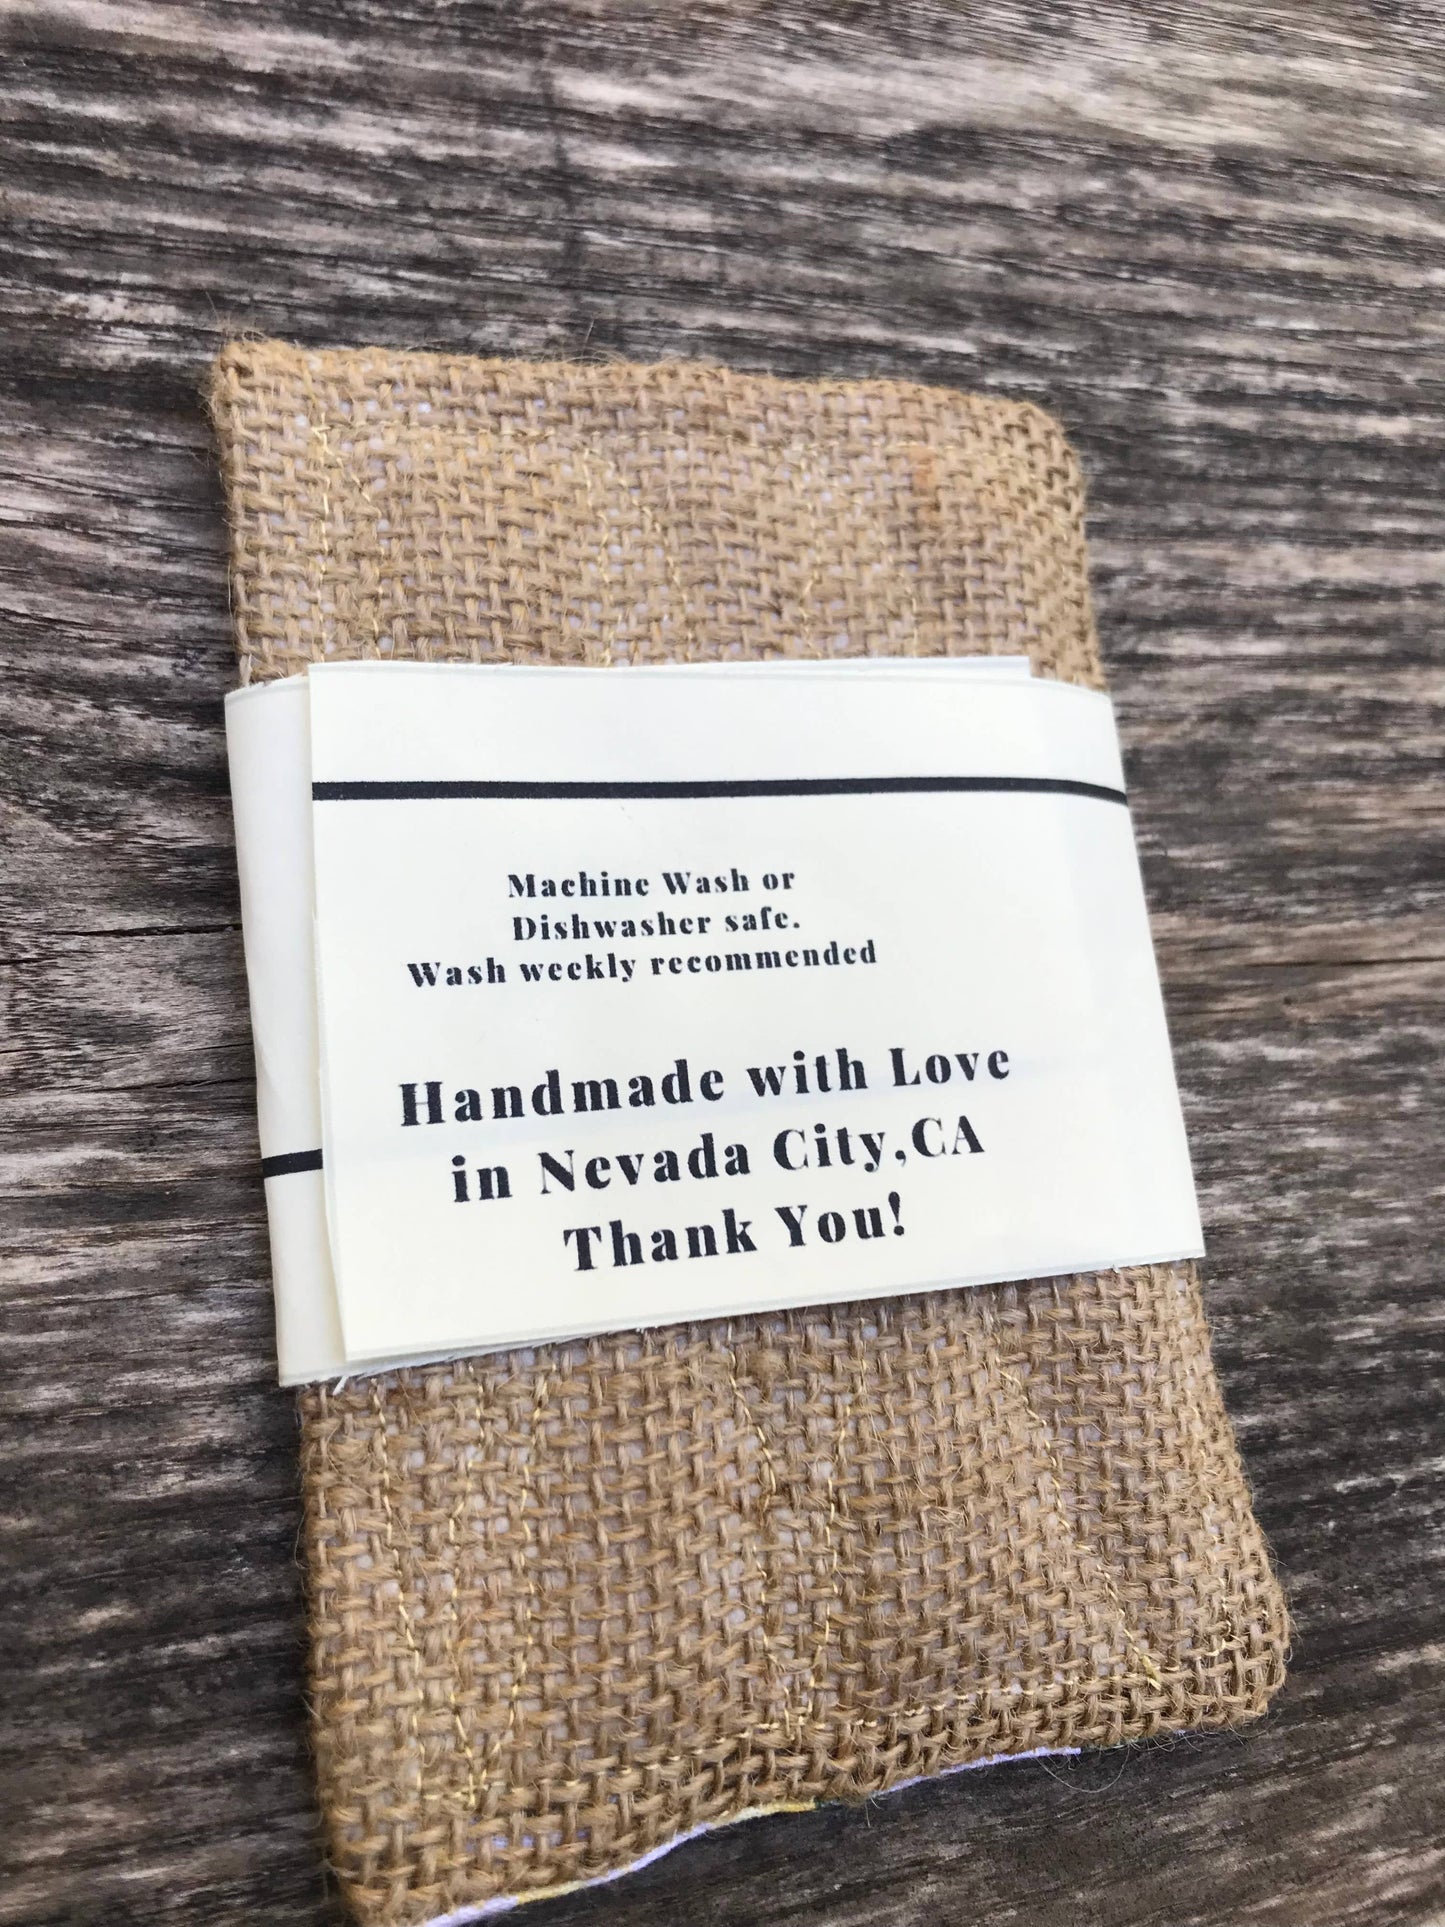 Machine Wash or
Dishwasher safe.
Wash weekly recommended
Handmade with Love
in Nevada City,CA
Thank You!